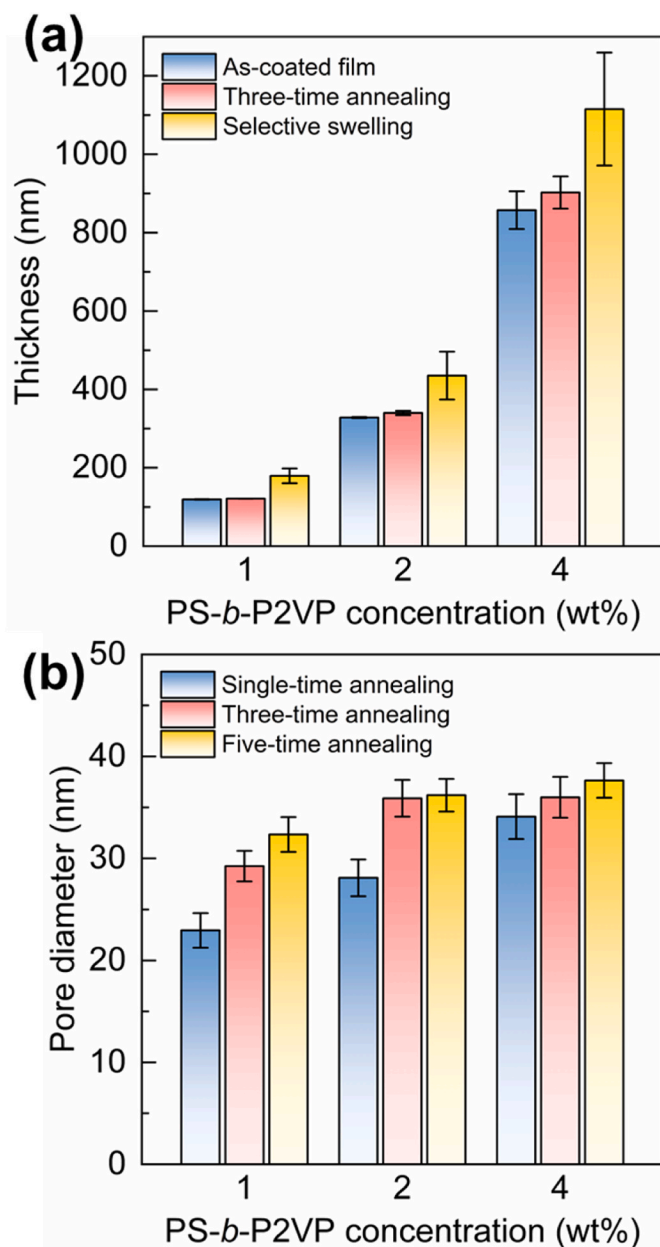 (a)
As-coated film
Three-time annealing
Selective swelling
1200
1000
800
600
400
200
0
Thickness (nm)
1 2 4
PS-b-P2VP concentration (wt%)
(b)
Single-time annealing
Three-time annealing
Five-time annealing
50
40
30
20
10
0
Pore diameter (nm)
1 2 4
PS-b-P2VP concentration (wt%)